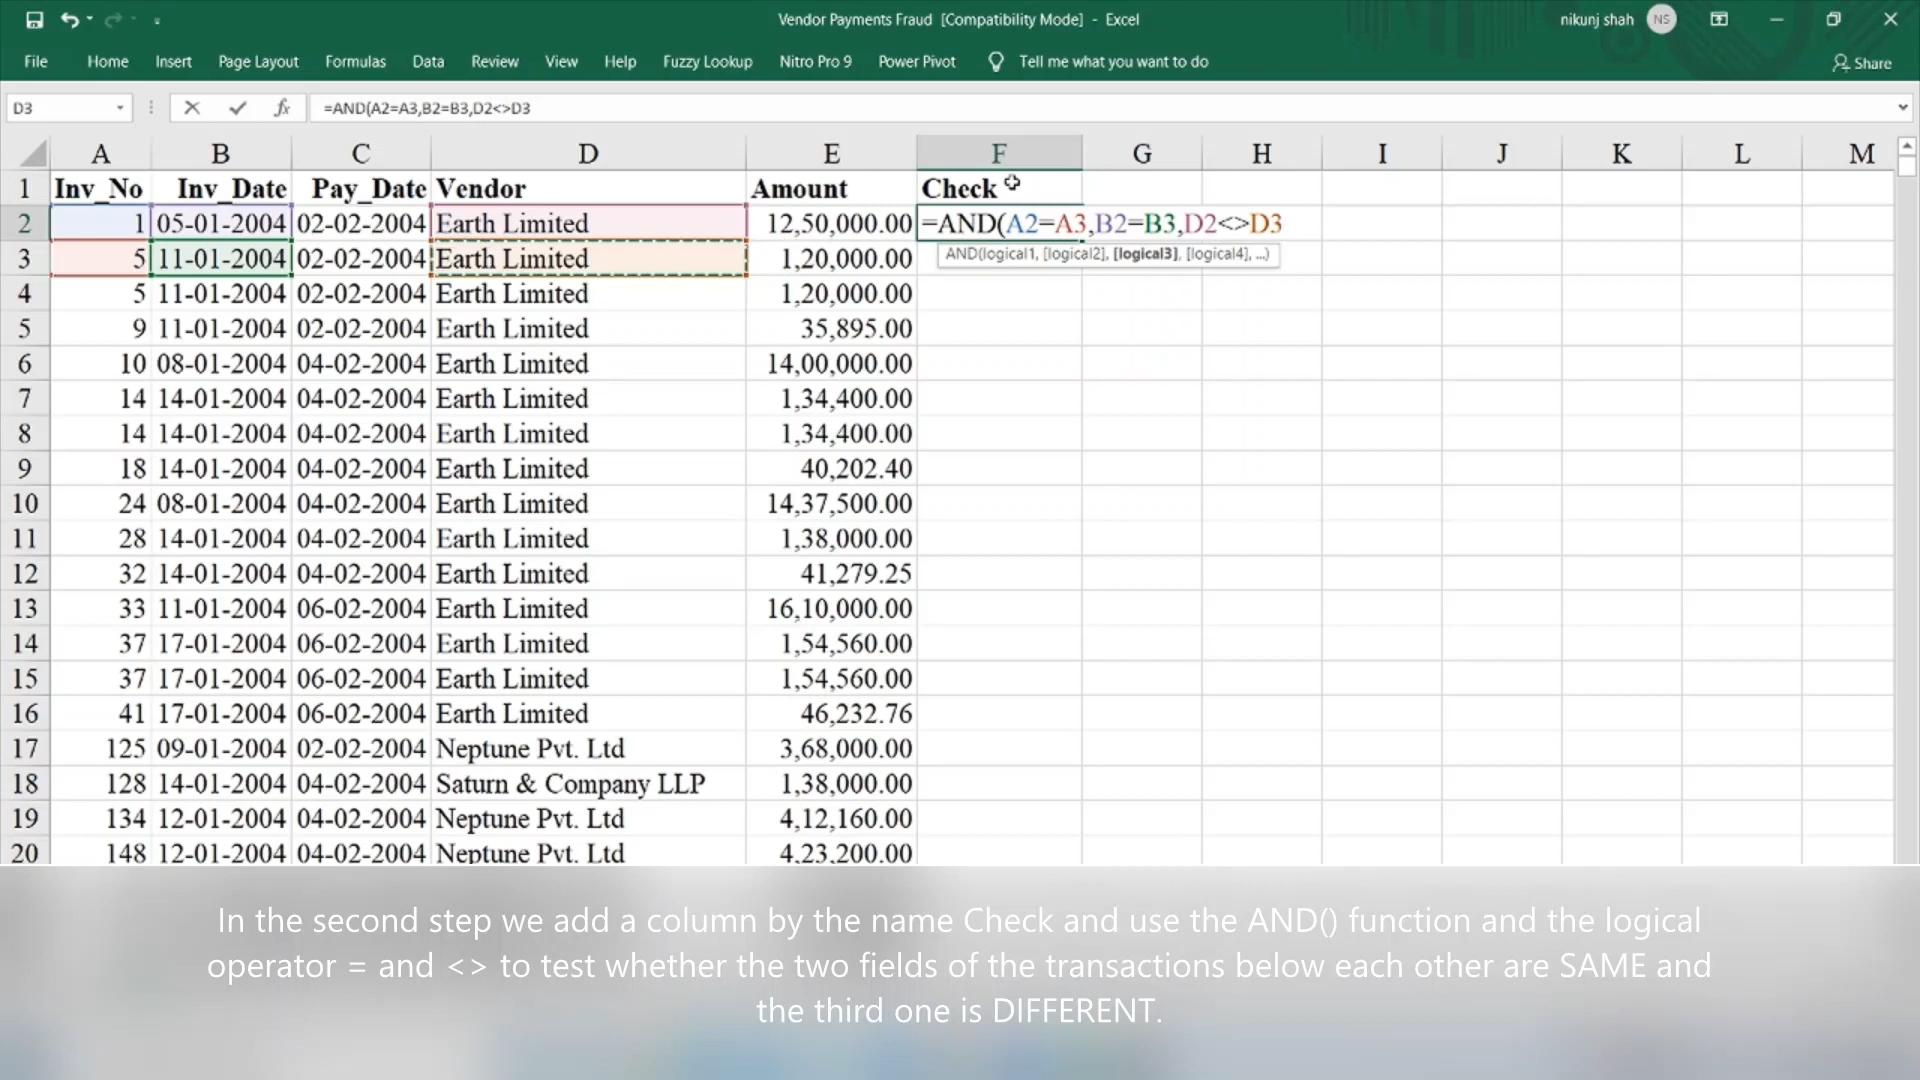 Vendor Payments Fraud [Compatibility Mode] - Excel
nikunj shah NS
File Home Insert Page Layout Formulas Data Review View Help Fuzzy Lookup Nitro Pro 9 Power Pivot Tell me what you want to do Share
D3 fx =AND(A2=A3,B2=B3,D2<>D3
A B C D E F G H I J K L M
1 Inv_No Inv_Date Pay_Date Vendor Amount Check
2 1 05-01-2004 02-02-2004 Earth Limited 12,50,000.00 =AND(A2=A3,B2=B3,D2<>D3
3 5 11-01-2004 02-02-2004 Earth Limited 1,20,000.00 AND(logical1, [logical2], [logical3], [logical4], ...)
4 5 11-01-2004 02-02-2004 Earth Limited 1,20,000.00
5 9 11-01-2004 02-02-2004 Earth Limited 35,895.00
6 10 08-01-2004 04-02-2004 Earth Limited 14,00,000.00
7 14 14-01-2004 04-02-2004 Earth Limited 1,34,400.00
8 14 14-01-2004 04-02-2004 Earth Limited 1,34,400.00
9 18 14-01-2004 04-02-2004 Earth Limited 40,202.40
10 24 08-01-2004 04-02-2004 Earth Limited 14,37,500.00
11 28 14-01-2004 04-02-2004 Earth Limited 1,38,000.00
12 32 14-01-2004 04-02-2004 Earth Limited 41,279.25
13 33 11-01-2004 06-02-2004 Earth Limited 16,10,000.00
14 37 17-01-2004 06-02-2004 Earth Limited 1,54,560.00
15 37 17-01-2004 06-02-2004 Earth Limited 1,54,560.00
16 41 17-01-2004 06-02-2004 Earth Limited 46,232.76
17 125 09-01-2004 02-02-2004 Neptune Pvt. Ltd 3,68,000.00
18 128 14-01-2004 04-02-2004 Saturn & Company LLP 1,38,000.00
19 134 12-01-2004 04-02-2004 Neptune Pvt. Ltd 4,12,160.00
20 148 12-01-2004 04-02-2004 Neptune Pvt. Ltd 4,23,200.00
In the second step we add a column by the name Check and use the AND() function and the logical
operator = and <> to test whether the two fields of the transactions below each other are SAME and
the third one is DIFFERENT.